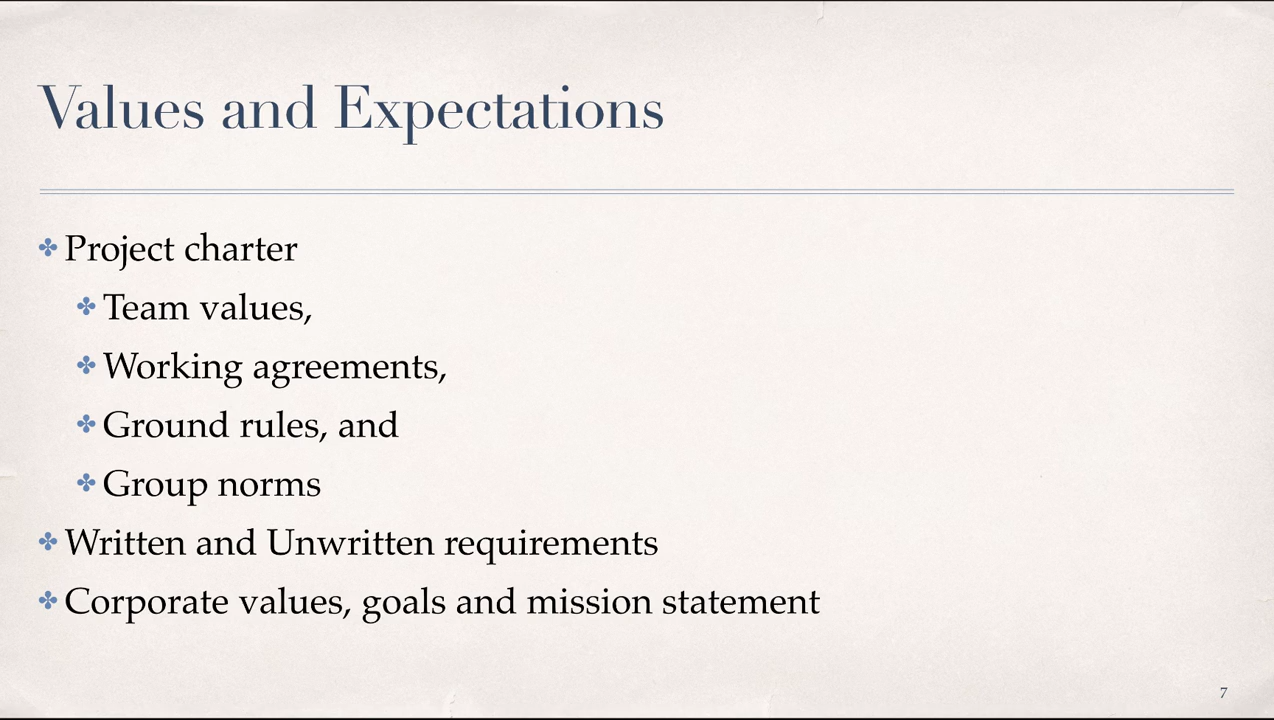 Values and Expectations
Project charter
Team values,
Working agreements,
Ground rules, and
Group norms
Written and Unwritten requirements
Corporate values, goals and mission statement
7